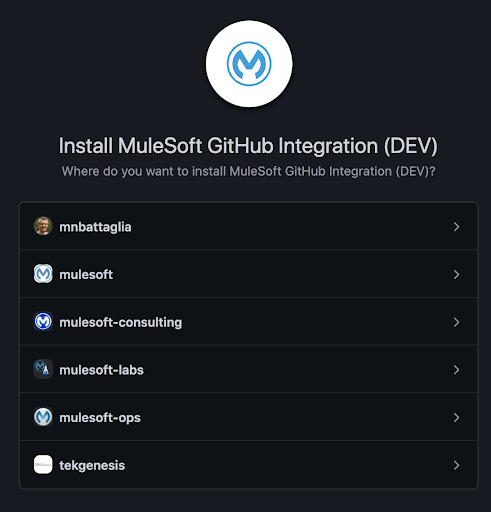 Install MuleSoft GitHub Integration (DEV)
Where do you want to install MuleSoft GitHub Integration (DEV)?
mnbattaglia
mulesoft
mulesoft-consulting
mulesoft-labs
mulesoft-ops
tekgenesis